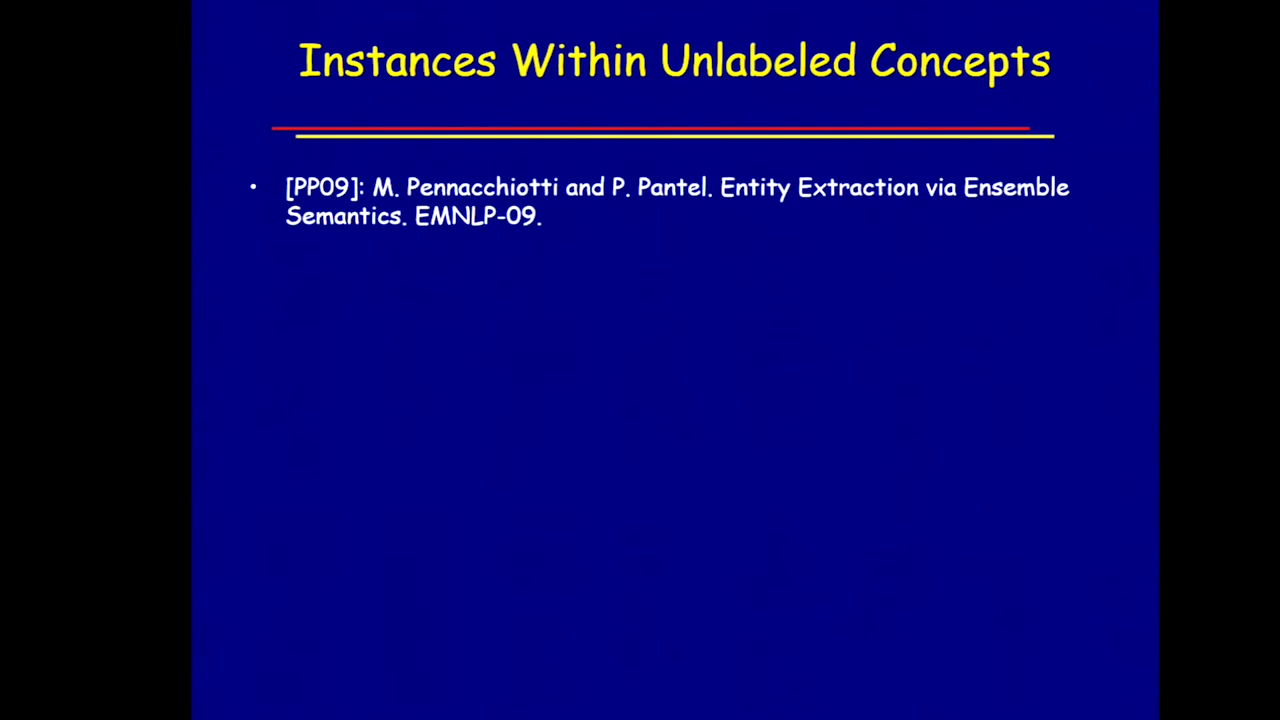 Instances Within Unlabeled Concepts
• [PP09]: M. Pennacchiotti and P. Pantel. Entity Extraction via Ensemble
Semantics. EMNLP-09.